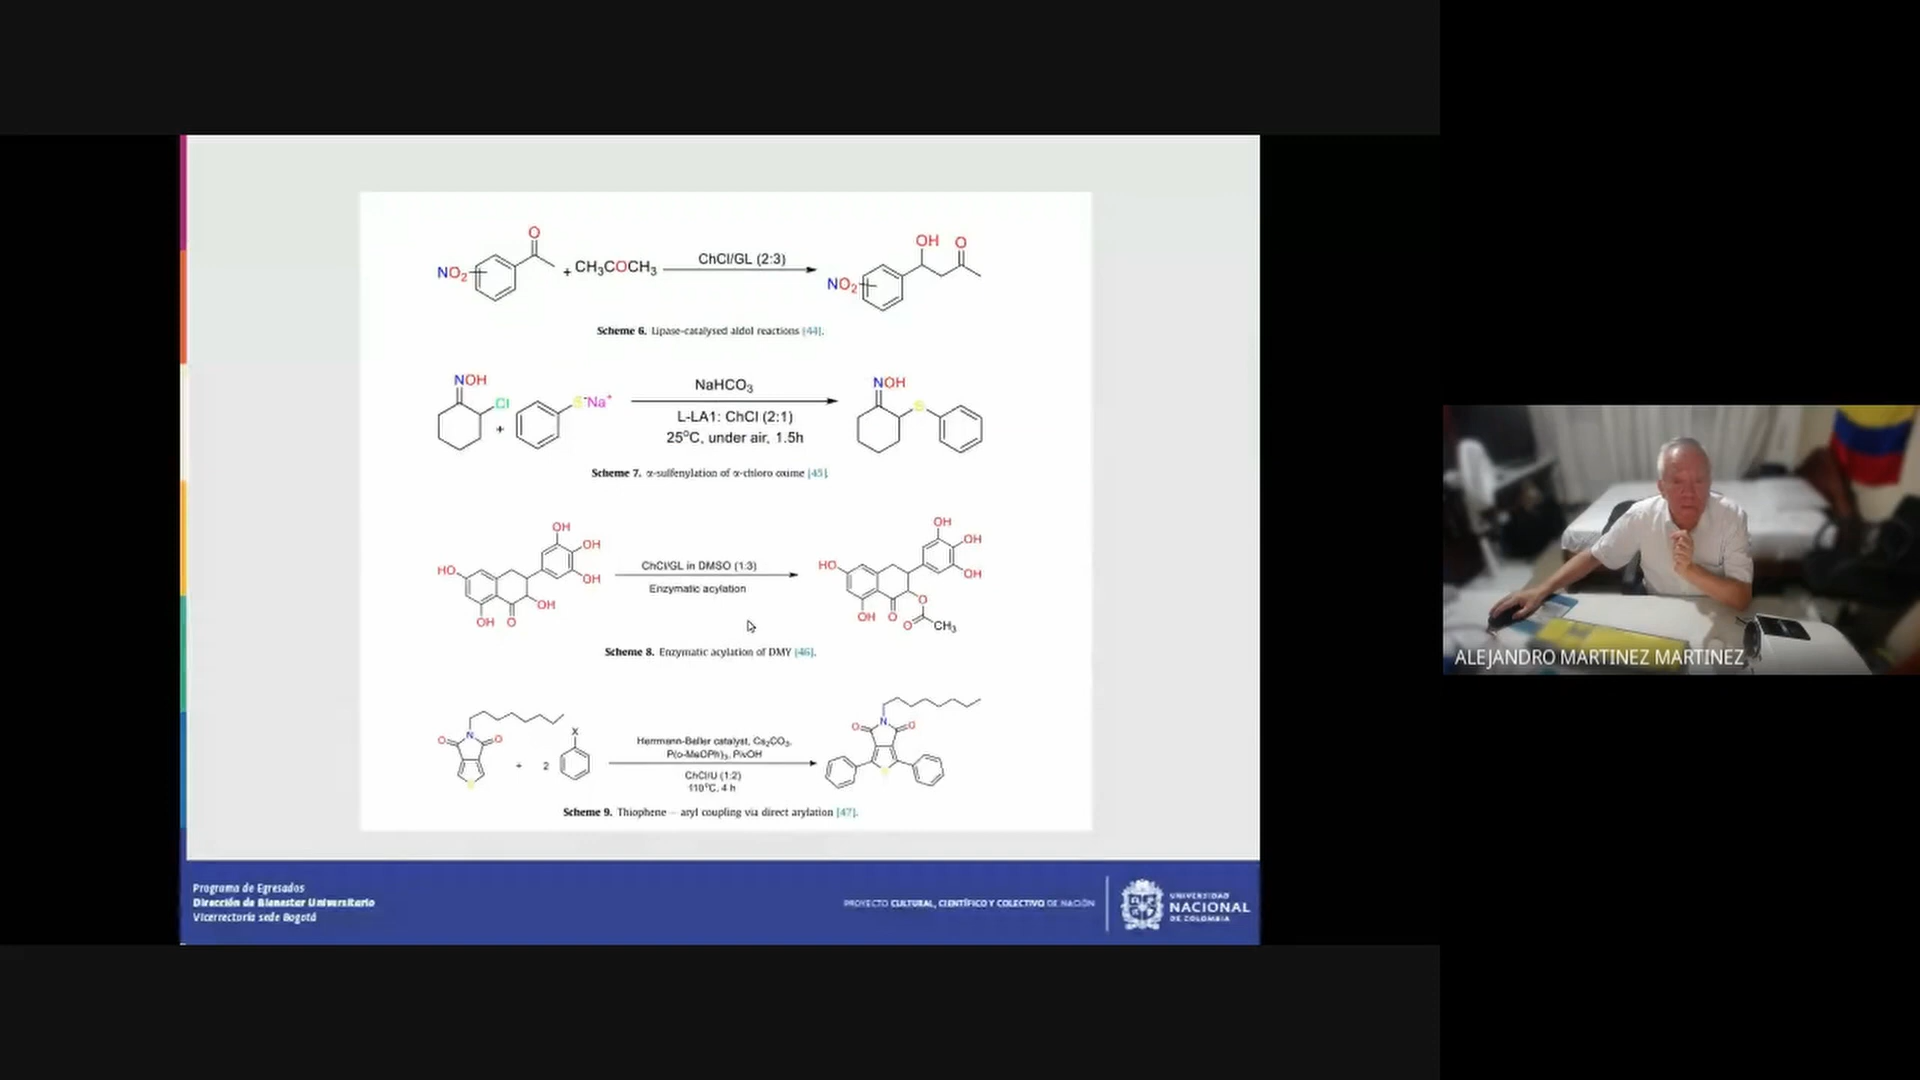 O
NO2
+ CH3COCH3
ChCl/GL (2:3)
OH O
NO2
Scheme 6. Lipase-catalysed aldol reactions [44].
NOH
Cl
+
S-Na+
NaHCO3
L-LA1: ChCl (2:1)
25°C, under air, 1.5h
NOH
S
Scheme 7. α-sulfenylation of α-chloro oxime [45].
OH
OH
HO
OH
OH
OH O
ChCl/GL in DMSO (1:3)
Enzymatic acylation
OH
OH
HO
OH
O
OH O
O CH3
Scheme 8. Enzymatic acylation of DMY [46].
N
O O
S
+ 2
X
Herrmann-Beller catalyst, Cs2CO3,
P(o-MeOPh)3, PivOH
ChCl/U (1:2)
110°C, 4 h
N
O O
S
Scheme 9. Thiophene – aryl coupling via direct arylation [47].
Programa de Egresados
Dirección de Bienestar Universitario
Vicerrectoría sede Bogotá
PROYECTO CULTURAL, CIENTÍFICO Y COLECTIVO DE NACIÓN
UNIVERSIDAD
NACIONAL
DE COLOMBIA
ALEJANDRO MARTINEZ MARTINEZ